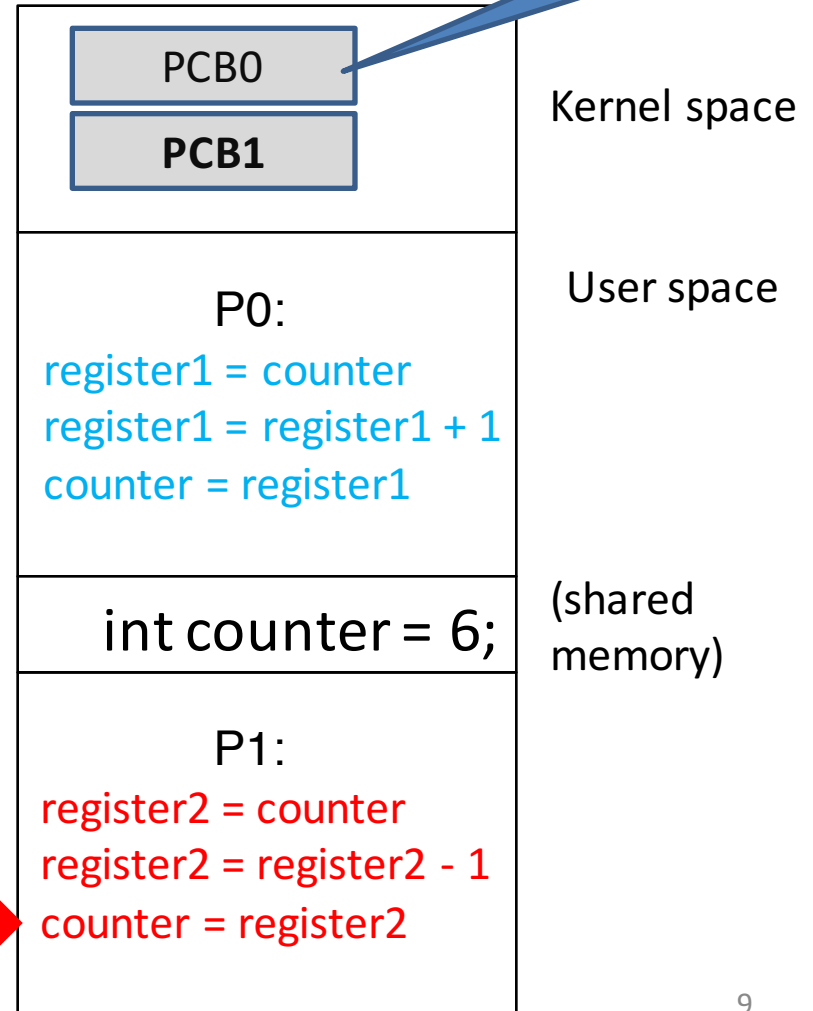 PCB0
PCB1
Kernel space
User space
P0:
register1 = counter
register1 = register1 + 1
counter = register1
int counter = 6;
(shared
memory)
P1:
register2 = counter
register2 = register2 - 1
counter = register2
9